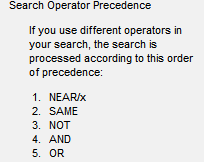 Search Operator Precedence
If you use different operators in
your search, the search is
processed according to this order
of precedence:
1. NEAR/x
2. SAME
3. NOT
4. AND
5. OR